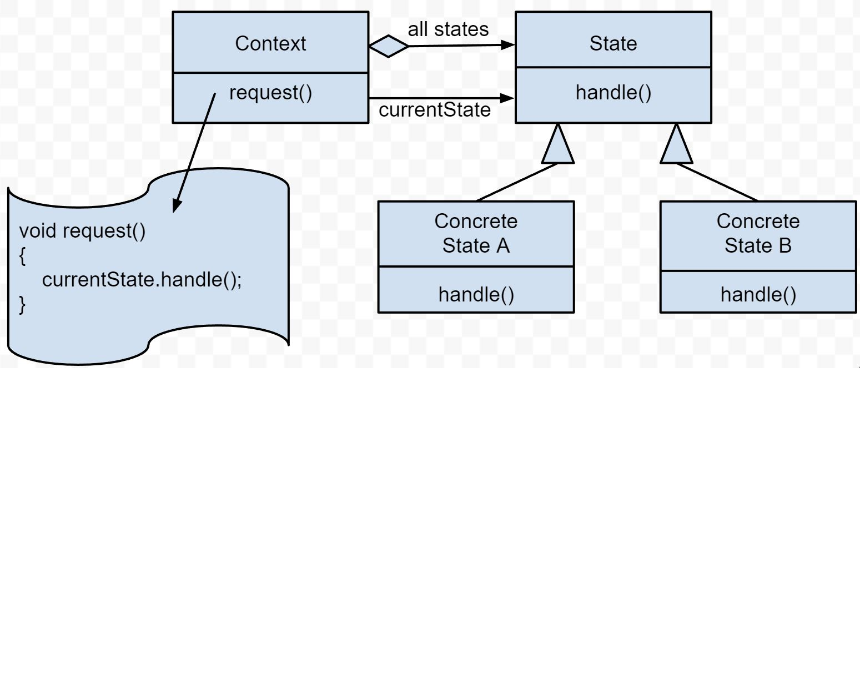 Context
all states
State
request()
currentState
handle()
void request()
{
currentState.handle();
}
Concrete
State A
handle()
Concrete
State B
handle()